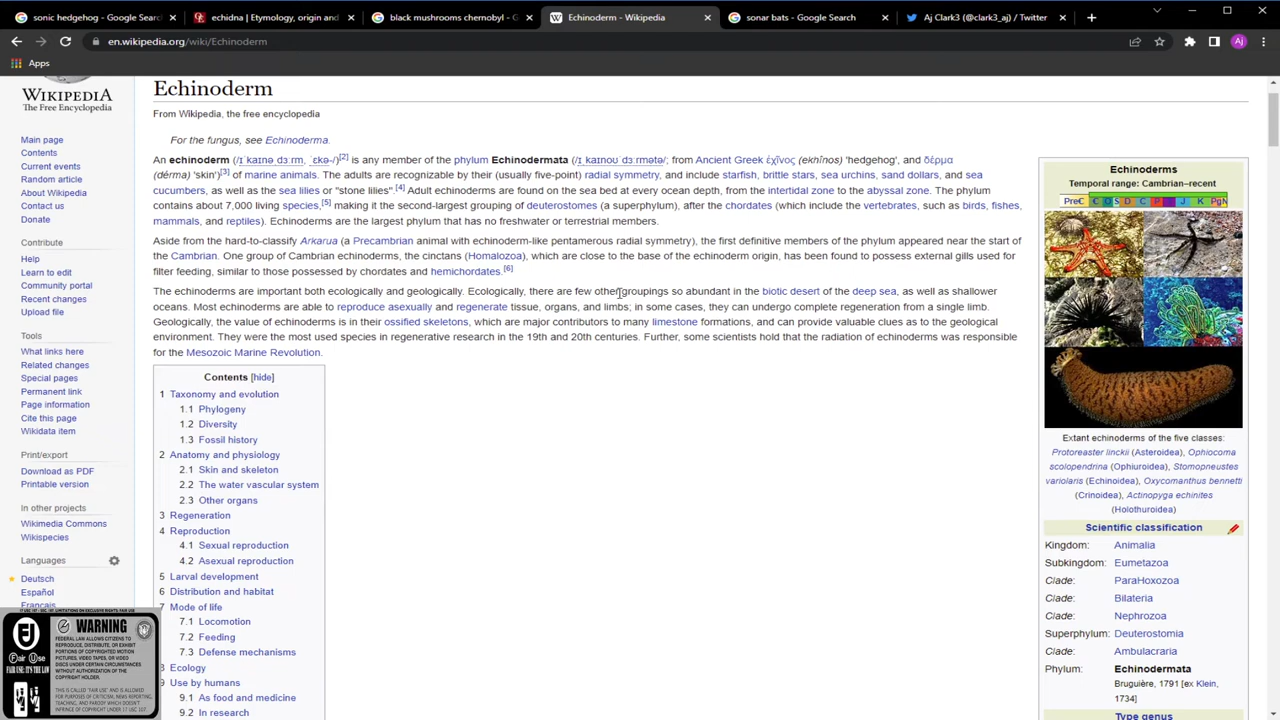 sonic hedgehog - Google Search
echidna | Etymology, origin and
black mushrooms chernobyl - G
Echinoderm - Wikipedia
sonar bats - Google Search
Aj Clark3 (@clark3_aj) / Twitter
en.wikipedia.org/wiki/Echinoderm
Aj
Apps
WIKIPEDIA
The Free Encyclopedia
Main page
Contents
Current events
Random article
About Wikipedia
Contact us
Donate
Contribute
Help
Learn to edit
Community portal
Recent changes
Upload file
Tools
What links here
Related changes
Special pages
Permanent link
Page information
Cite this page
Wikidata item
Print/export
Download as PDF
Printable version
In other projects
Wikimedia Commons
Wikispecies
Languages
Deutsch
Español
Français
Echinoderm
From Wikipedia, the free encyclopedia
For the fungus, see Echinoderma.
An echinoderm (/ɪˈkaɪnəˌdɜːrm, ˈɛkə-/)[2] is any member of the phylum Echinodermata (/ɪˌkaɪnoʊˈdɜːrmətə/; from Ancient Greek ἐχῖνος (ekhînos) 'hedgehog', and δέρμα
(dérma) 'skin')[3] of marine animals. The adults are recognizable by their (usually five-point) radial symmetry, and include starfish, brittle stars, sea urchins, sand dollars, and sea
cucumbers, as well as the sea lilies or "stone lilies".[4] Adult echinoderms are found on the sea bed at every ocean depth, from the intertidal zone to the abyssal zone. The phylum
contains about 7,000 living species,[5] making it the second-largest grouping of deuterostomes (a superphylum), after the chordates (which include the vertebrates, such as birds, fishes,
mammals, and reptiles). Echinoderms are the largest phylum that has no freshwater or terrestrial members.
Aside from the hard-to-classify Arkarua (a Precambrian animal with echinoderm-like pentamerous radial symmetry), the first definitive members of the phylum appeared near the start of
the Cambrian. One group of Cambrian echinoderms, the cinctans (Homalozoa), which are close to the base of the echinoderm origin, has been found to possess external gills used for
filter feeding, similar to those possessed by chordates and hemichordates.[6]
The echinoderms are important both ecologically and geologically. Ecologically, there are few other groupings so abundant in the biotic desert of the deep sea, as well as shallower
oceans. Most echinoderms are able to reproduce asexually and regenerate tissue, organs, and limbs; in some cases, they can undergo complete regeneration from a single limb.
Geologically, the value of echinoderms is in their ossified skeletons, which are major contributors to many limestone formations, and can provide valuable clues as to the geological
environment. They were the most used species in regenerative research in the 19th and 20th centuries. Further, some scientists hold that the radiation of echinoderms was responsible
for the Mesozoic Marine Revolution.
Contents [hide]
1 Taxonomy and evolution
1.1 Phylogeny
1.2 Diversity
1.3 Fossil history
2 Anatomy and physiology
2.1 Skin and skeleton
2.2 The water vascular system
2.3 Other organs
3 Regeneration
4 Reproduction
4.1 Sexual reproduction
4.2 Asexual reproduction
5 Larval development
6 Distribution and habitat
7 Mode of life
7.1 Locomotion
7.2 Feeding
7.3 Defense mechanisms
8 Ecology
9 Use by humans
9.1 As food and medicine
9.2 In research
Echinoderms
Temporal range: Cambrian–recent
PreЄ Є O S D C P T J K PgN
Extant echinoderms of the five classes:
Protoreaster linckii (Asteroidea), Ophiocoma
scolopendrina (Ophiuroidea), Stomopneustes
variolaris (Echinoidea), Oxycomanthus bennetti
(Crinoidea), Actinopyga echinites
(Holothuroidea)
Scientific classification
Kingdom: Animalia
Subkingdom: Eumetazoa
Clade: ParaHoxozoa
Clade: Bilateria
Clade: Nephrozoa
Superphylum: Deuterostomia
Clade: Ambulacraria
Phylum: Echinodermata
Bruguière, 1791 [ex Klein,
1734]
Type genus
WARNING
FEDERAL LAW ALLOWS CITIZENS TO
REPRODUCE, DISTRIBUTE, OR EXHIBIT
PORTIONS OF COPYRIGHTED MOTION
PICTURES, VIDEO TAPES, OR VIDEO
DISCS UNDER CERTAIN CIRCUMSTANCES
WITHOUT AUTHORIZATION OF THE
COPYRIGHT HOLDER.
THIS IS CALLED "FAIR USE" AND IS ALLOWED
FOR PURPOSES OF CRITICISM, NEWS REPORTING,
TEACHING, AND PARODY WHICH DOESN'T
INFRINGE OF COPYRIGHT UNDER 17 USC 107.
Fair Use
FAIR USE: IT'S THE LAW